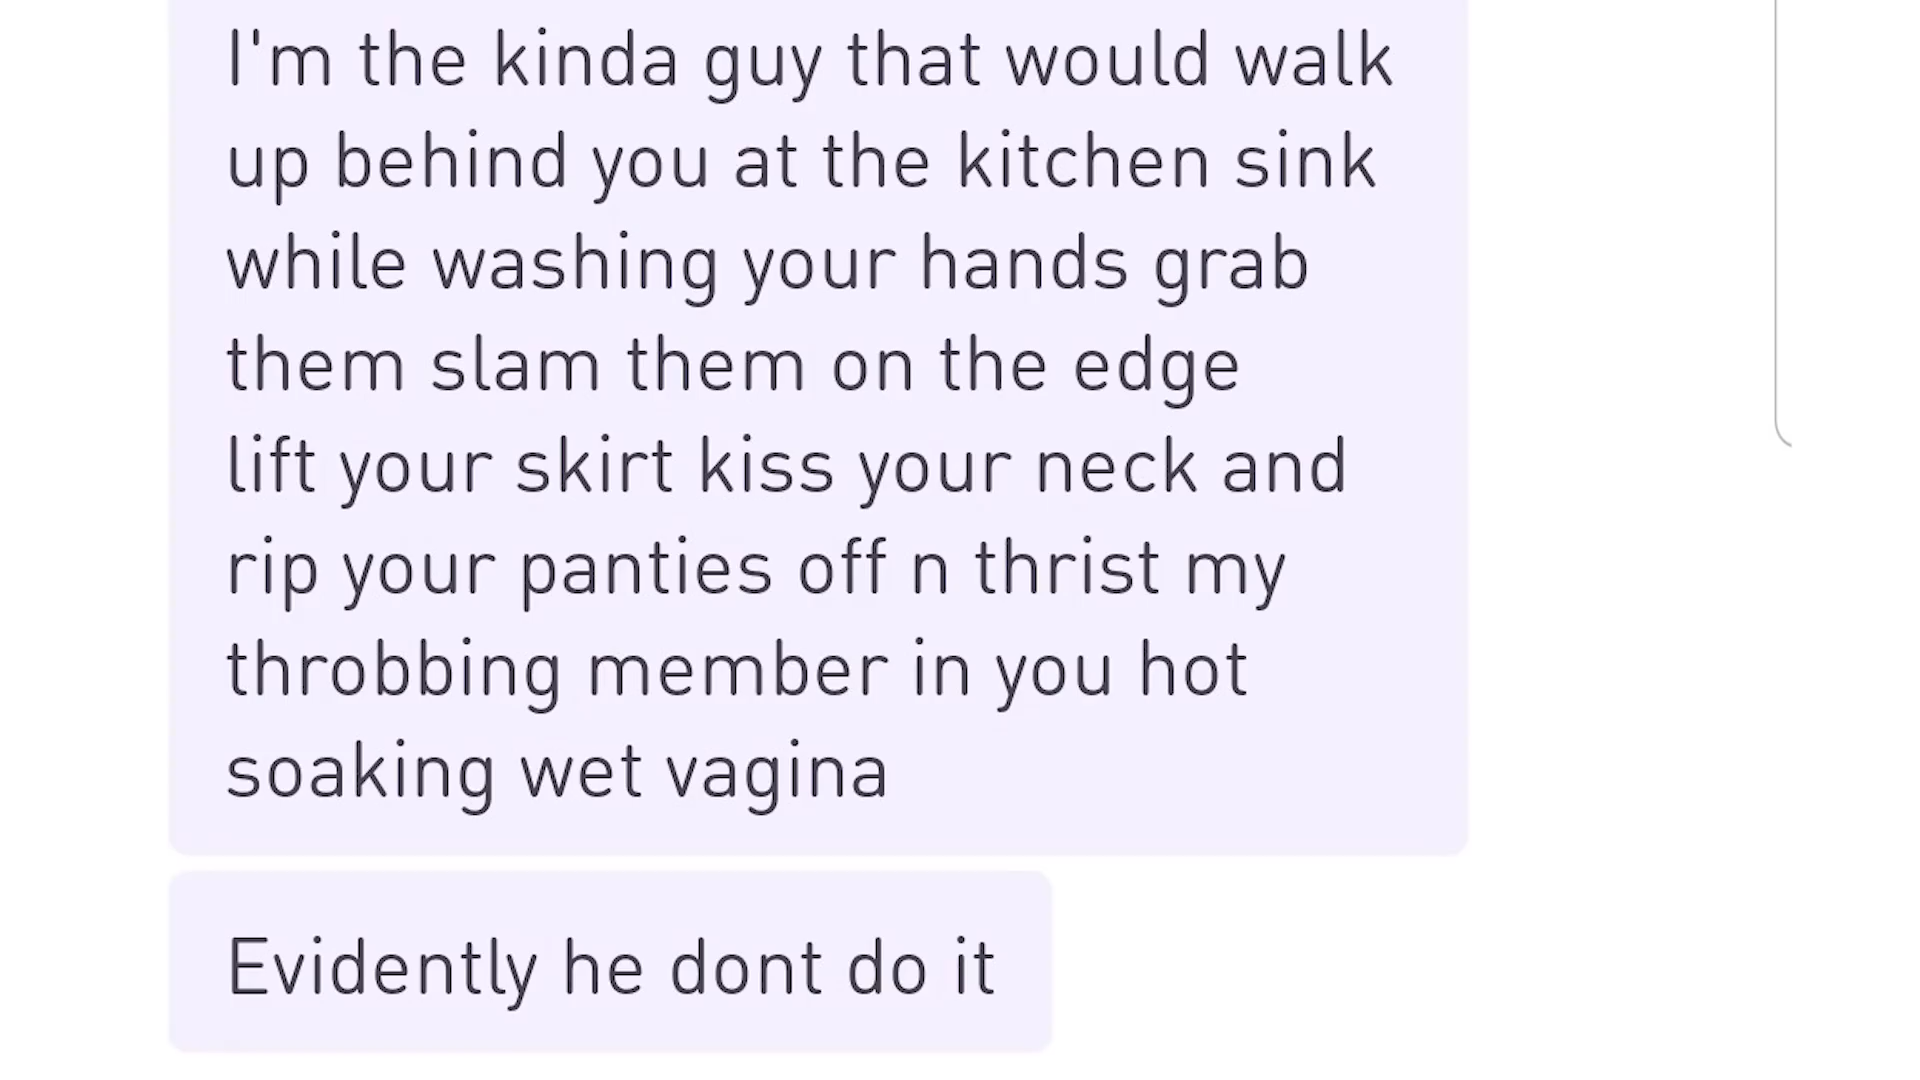 I'm the kinda guy that would walk
up behind you at the kitchen sink
while washing your hands grab
them slam them on the edge
lift your skirt kiss your neck and
rip your panties off n thrist my
throbbing member in you hot
soaking wet vagina
Evidently he dont do it